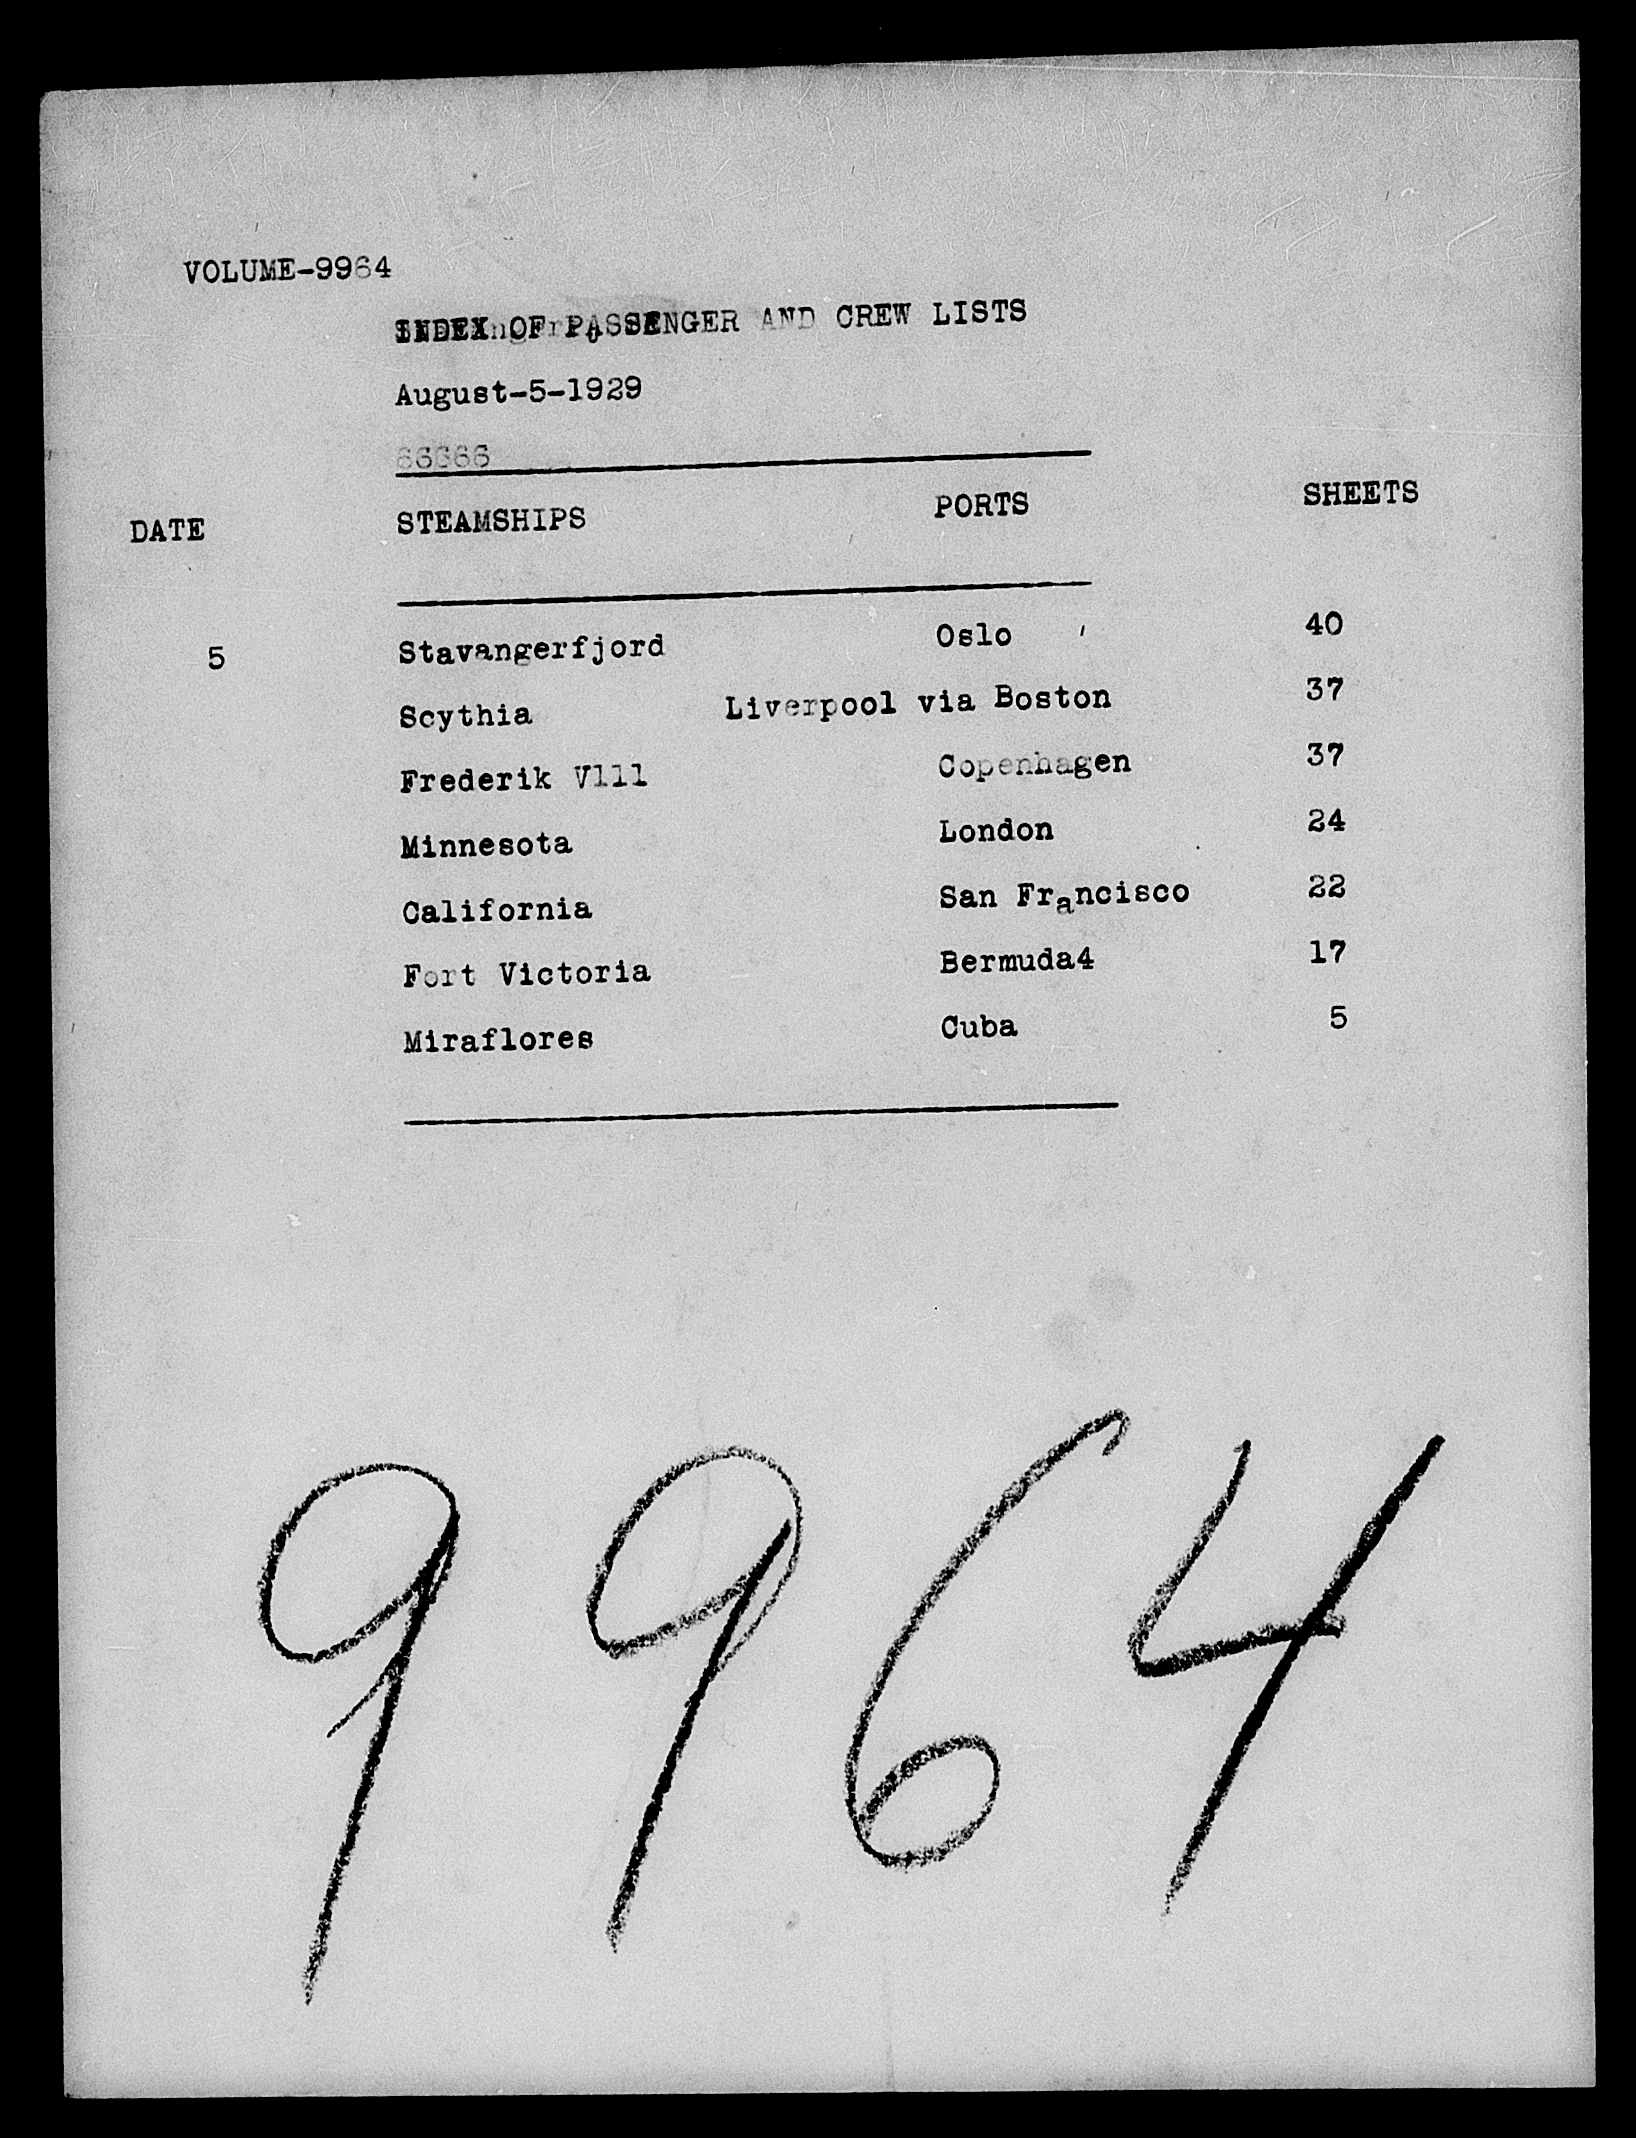 VOLUME-9964
INDEX OF PASSENGER AND CREW LISTS
August-5-1929
66666
DATE STEAMSHIPS PORTS SHEETS
5 Stavangerfjord Oslo 40
Scythia Liverpool via Boston 37
Frederik V111 Copenhagen 37
Minnesota London 24
California San Francisco 22
Fort Victoria Bermuda4 17
Miraflores Cuba 5
9964